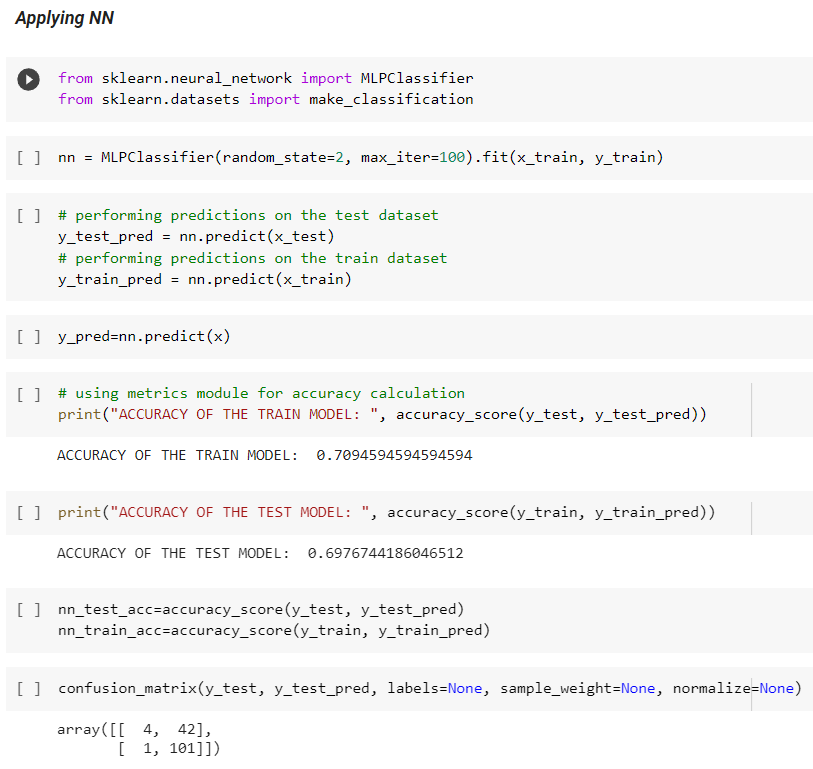 Applying NN
from sklearn.neural_network import MLPClassifier
from sklearn.datasets import make_classification
[ ] nn = MLPClassifier(random_state=2, max_iter=100).fit(x_train, y_train)
[ ] # performing predictions on the test dataset
y_test_pred = nn.predict(x_test)
# performing predictions on the train dataset
y_train_pred = nn.predict(x_train)
[ ] y_pred=nn.predict(x)
[ ] # using metrics module for accuracy calculation
print("ACCURACY OF THE TRAIN MODEL: ", accuracy_score(y_test, y_test_pred))
ACCURACY OF THE TRAIN MODEL:  0.7094594594594594
[ ] print("ACCURACY OF THE TEST MODEL: ", accuracy_score(y_train, y_train_pred))
ACCURACY OF THE TEST MODEL:  0.6976744186046512
[ ] nn_test_acc=accuracy_score(y_test, y_test_pred)
nn_train_acc=accuracy_score(y_train, y_train_pred)
[ ] confusion_matrix(y_test, y_test_pred, labels=None, sample_weight=None, normalize=None)
array([[  4,  42],
       [  1, 101]])